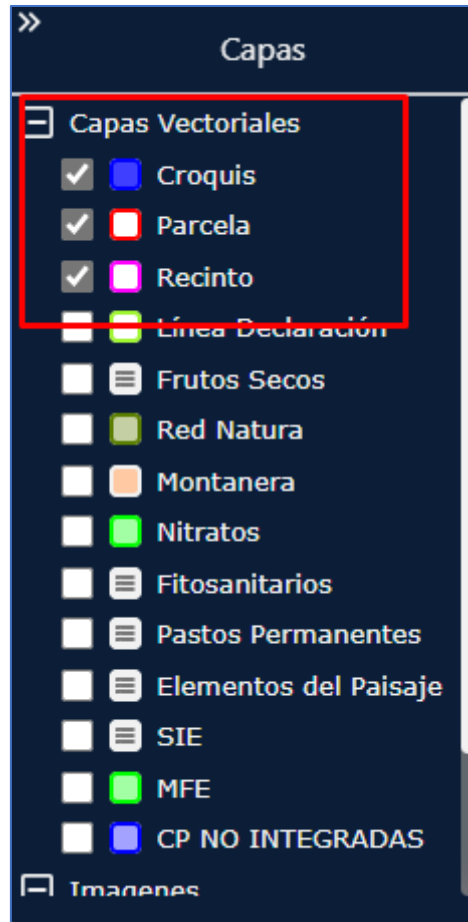 Capas
Capas Vectoriales
Croquis
Parcela
Recinto
Línea Declaración
Frutos Secos
Red Natura
Montanera
Nitratos
Fitosanitarios
Pastos Permanentes
Elementos del Paisaje
SIE
MFE
CP NO INTEGRADAS
Imagenes